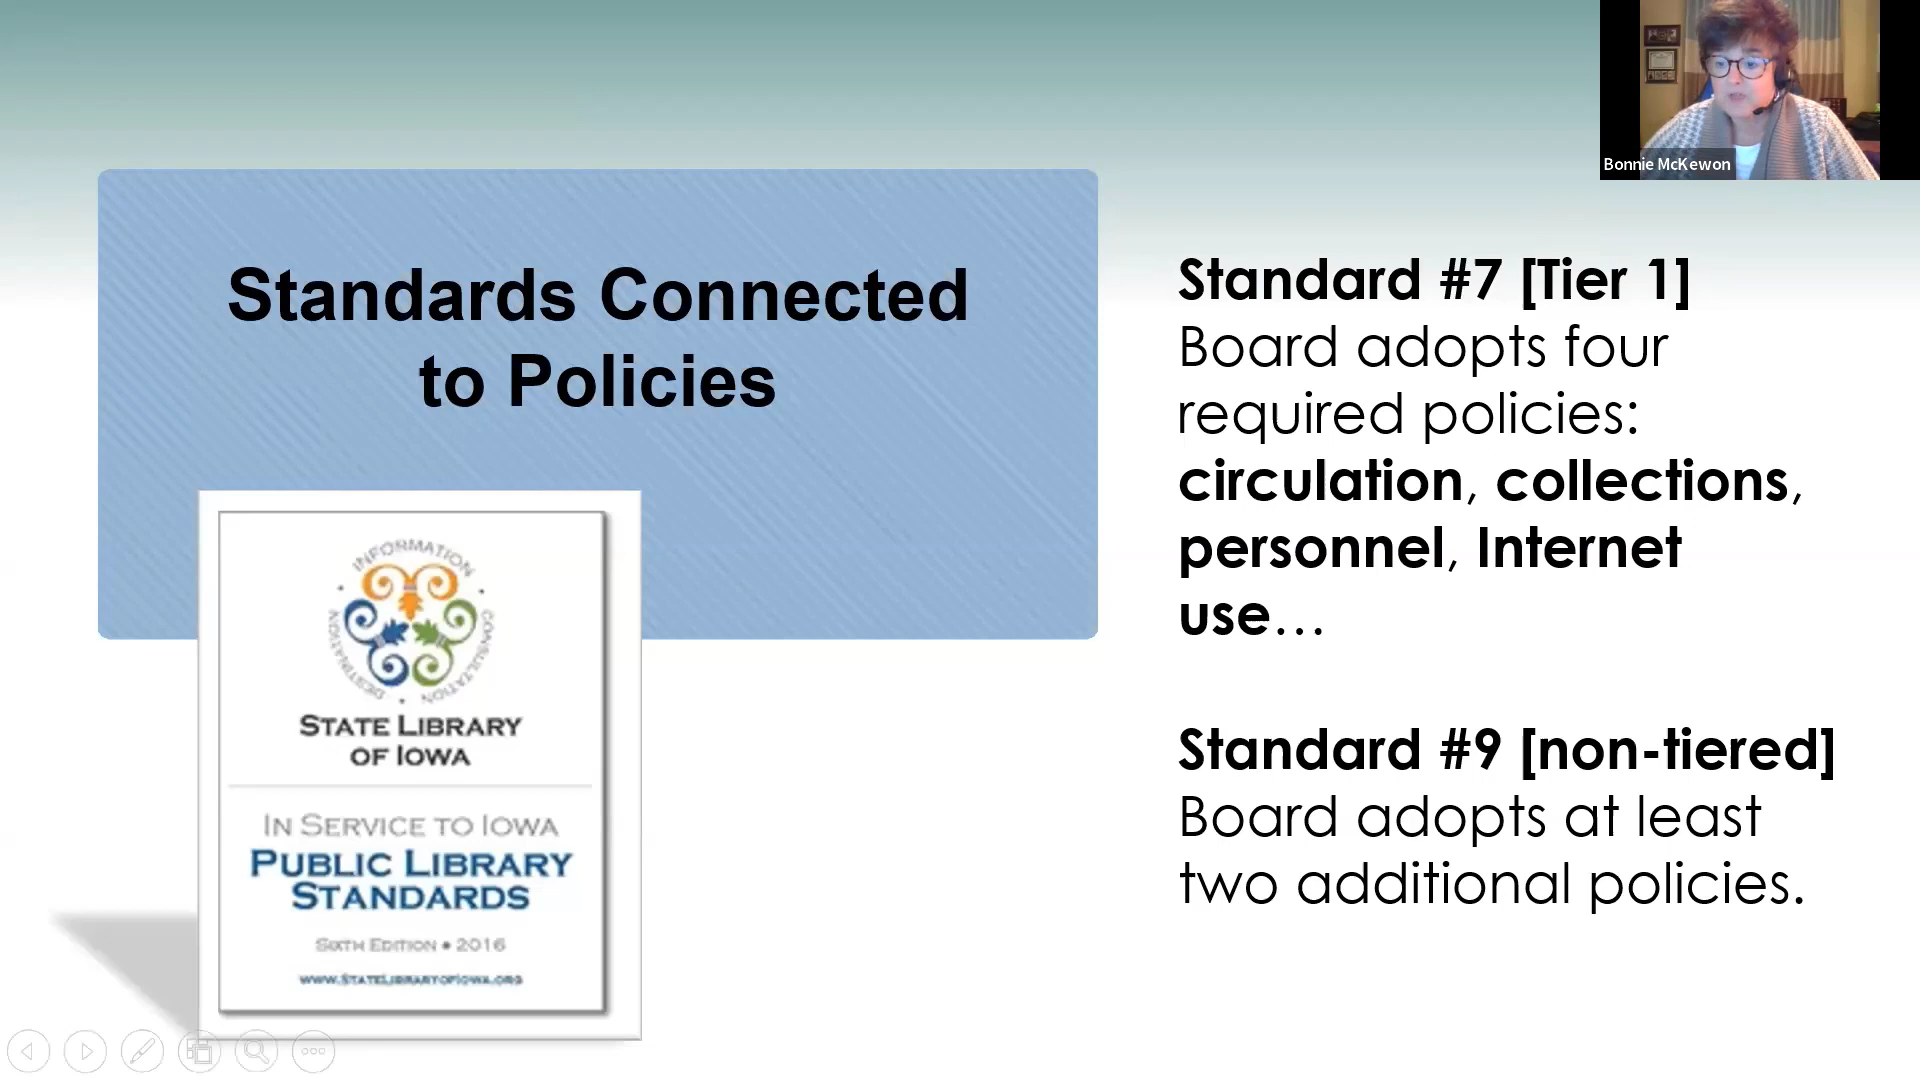 Bonnie McKewon
Standards Connected
to Policies
Standard #7 [Tier 1]
Board adopts four
required policies:
circulation, collections,
personnel, Internet
use…
Standard #9 [non-tiered]
Board adopts at least
two additional policies.
INFORMATION • CONSULTATION • DESTINATION •
STATE LIBRARY
OF IOWA
IN SERVICE TO IOWA
PUBLIC LIBRARY
STANDARDS
SIXTH EDITION • 2016
WWW.STATELIBRARYOFIOWA.ORG